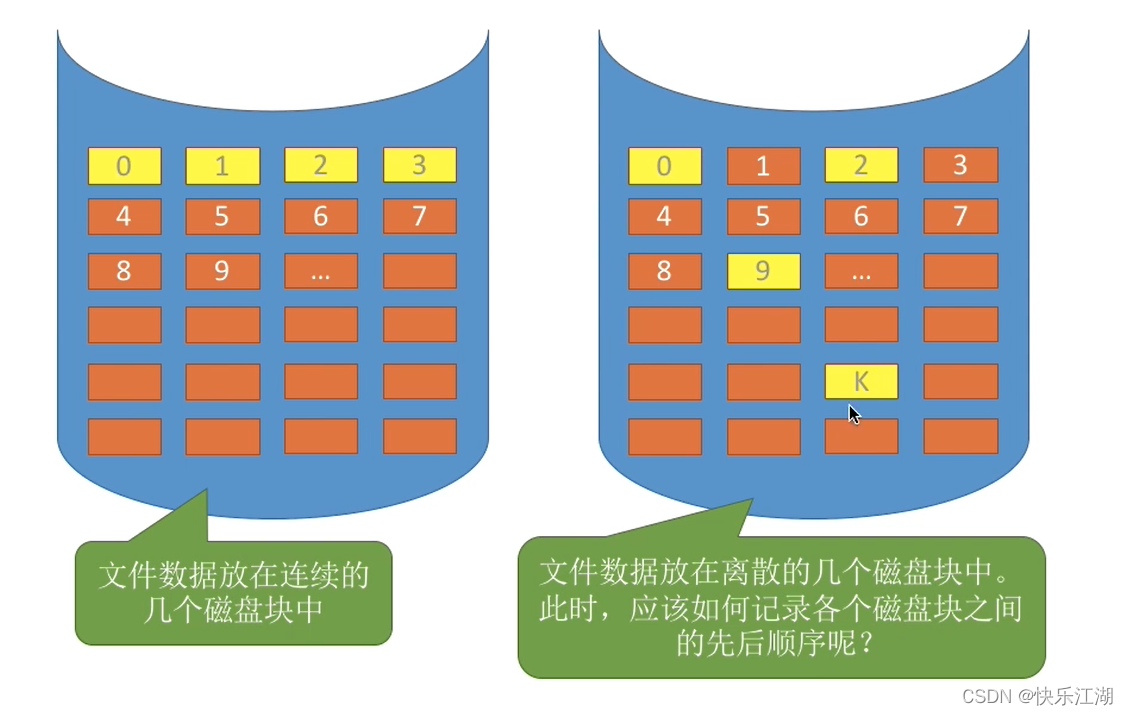 0 1 2 3
4 5 6 7
8 9 ...
文件数据放在连续的
几个磁盘块中
0 1 2 3
4 5 6 7
8 9 ...
K
文件数据放在离散的几个磁盘块中。
此时，应该如何记录各个磁盘块之间
的先后顺序呢？
CSDN @快乐江湖